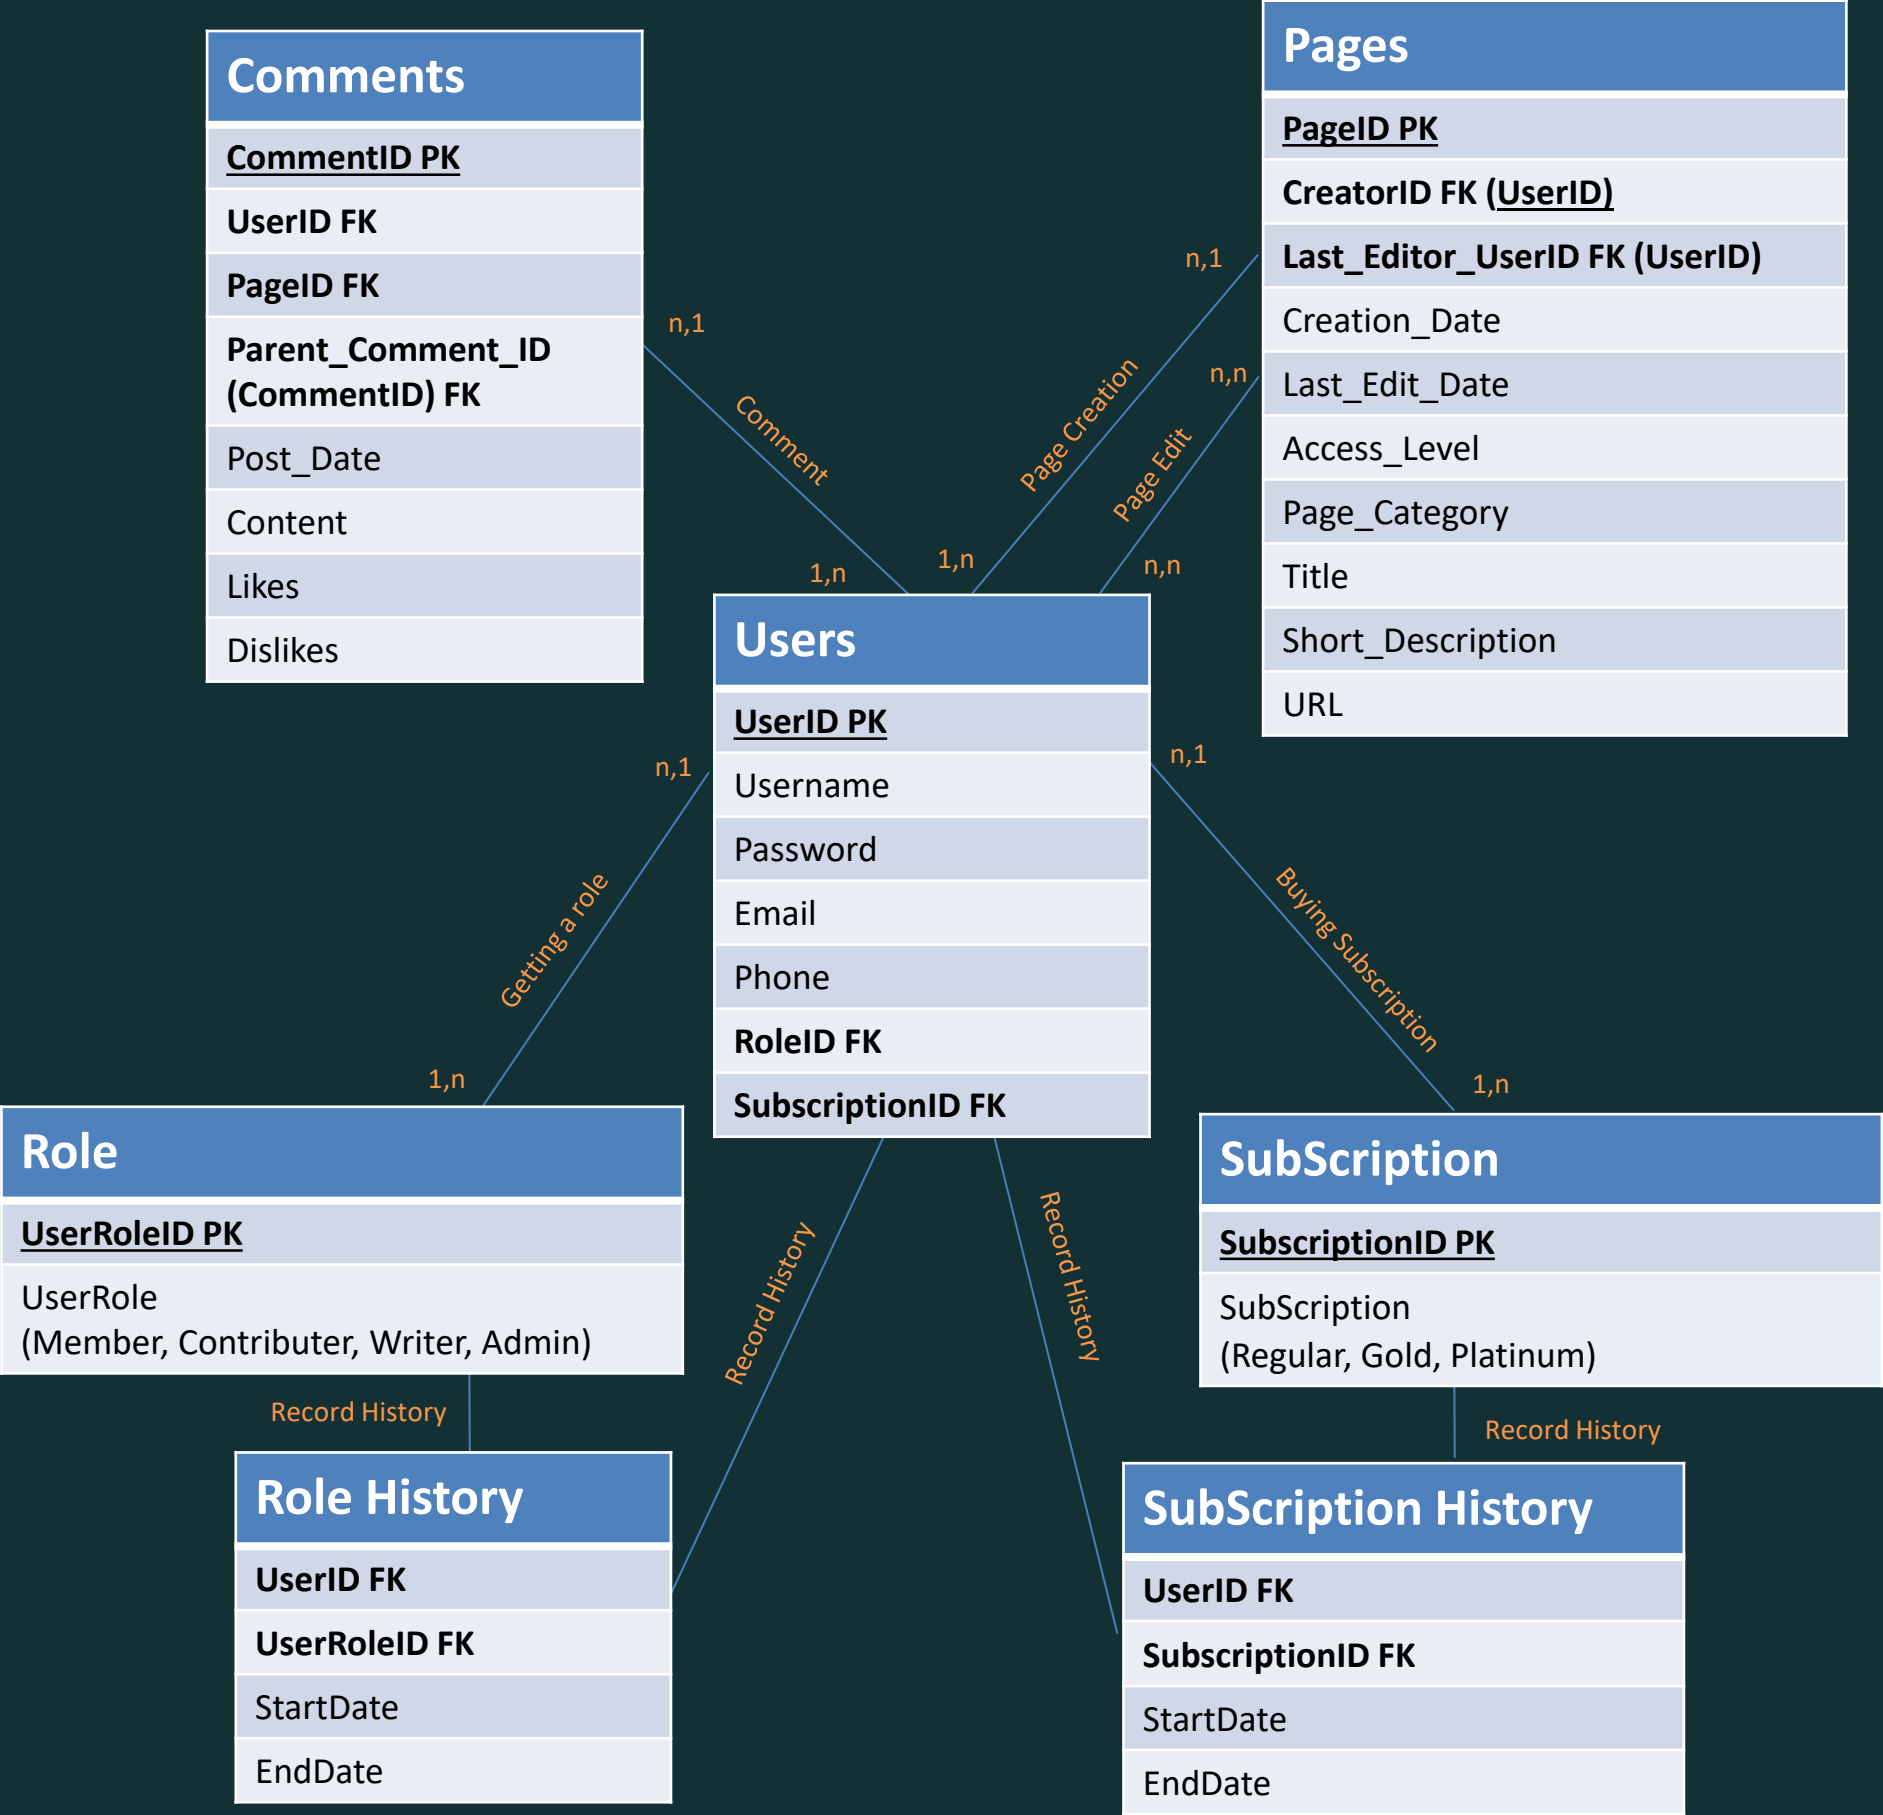 Comments
CommentID PK
UserID FK
PageID FK
Parent_Comment_ID
(CommentID) FK
Post_Date
Content
Likes
Dislikes
Pages
PageID PK
CreatorID FK (UserID)
Last_Editor_UserID FK (UserID)
Creation_Date
Last_Edit_Date
Access_Level
Page_Category
Title
Short_Description
URL
n,1
Comment
1,n
n,1
Page Creation
1,n
n,n
Page Edit
n,n
Users
UserID PK
Username
Password
Email
Phone
RoleID FK
SubscriptionID FK
n,1
Getting a role
1,n
n,1
Buying Subscription
1,n
Role
UserRoleID PK
UserRole
(Member, Contributer, Writer, Admin)
SubScription
SubscriptionID PK
SubScription
(Regular, Gold, Platinum)
Record History
Record History
Record History
Record History
Role History
UserID FK
UserRoleID FK
StartDate
EndDate
SubScription History
UserID FK
SubscriptionID FK
StartDate
EndDate